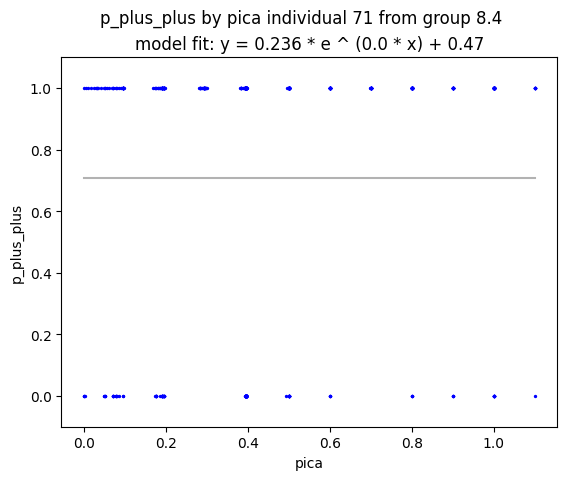 p_plus_plus by pica individual 71 from group 8.4
model fit: y = 0.236 * e ^ (0.0 * x) + 0.47
1.0
0.8
0.6
0.4
0.2
0.0
p_plus_plus
0.0 0.2 0.4 0.6 0.8 1.0
pica